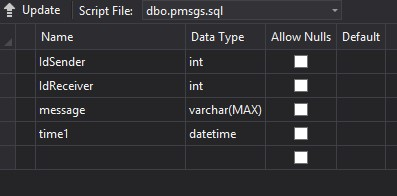 Update Script File: dbo.pmsgs.sql
Name Data Type Allow Nulls Default
IdSender int
IdReceiver int
message varchar(MAX)
time1 datetime